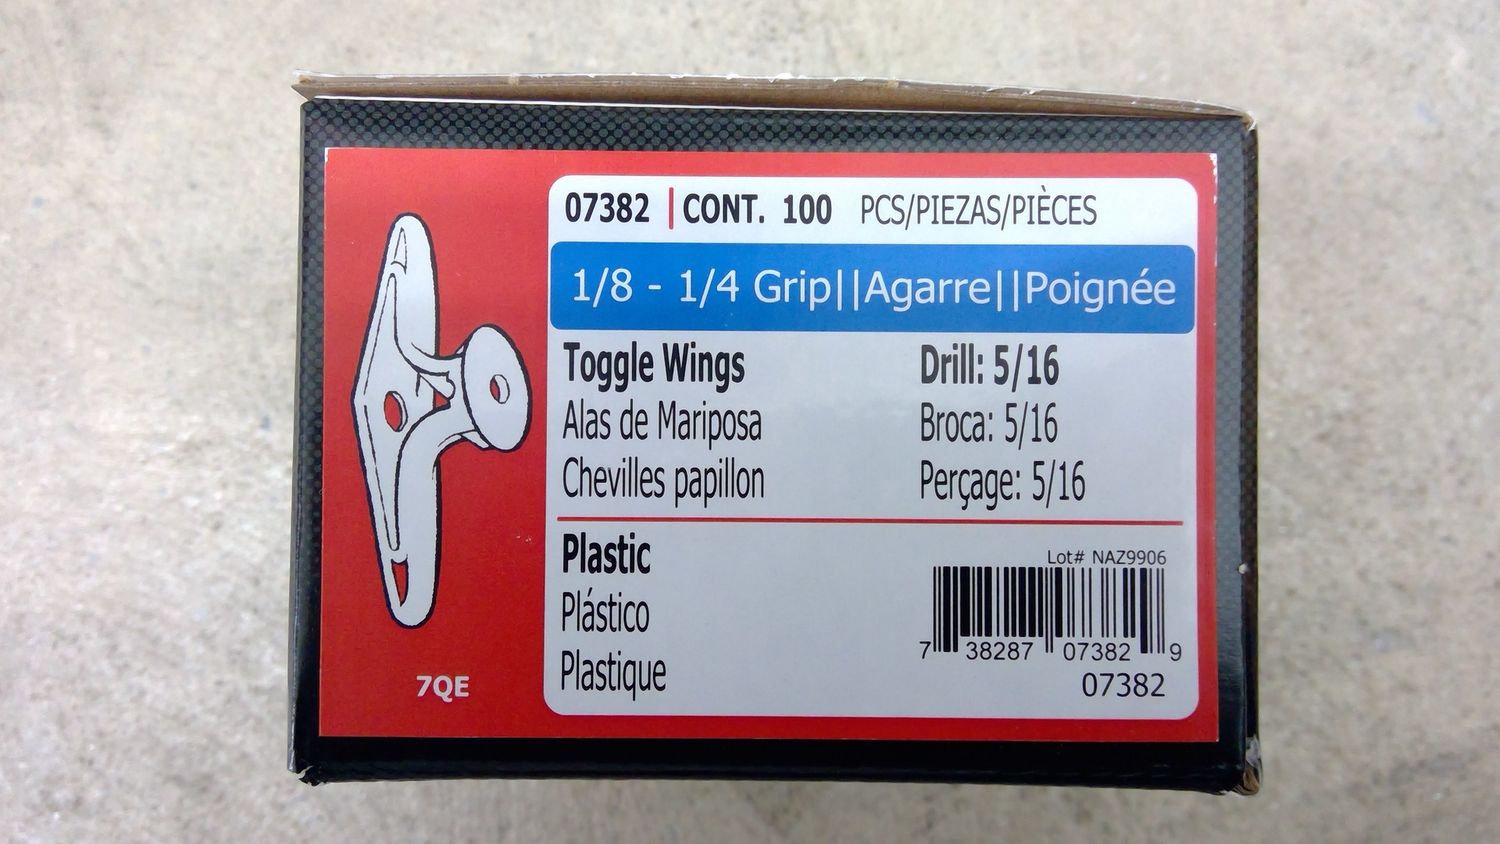 07382 | CONT. 100 PCS/PIEZAS/PIÈCES
1/8 - 1/4 Grip||Agarre||Poignée
Toggle Wings Drill: 5/16
Alas de Mariposa Broca: 5/16
Chevilles papillon Perçage: 5/16
Plastic
Plástico
Plastique
Lot# NAZ9906
7 38287 07382 9
07382
7QE